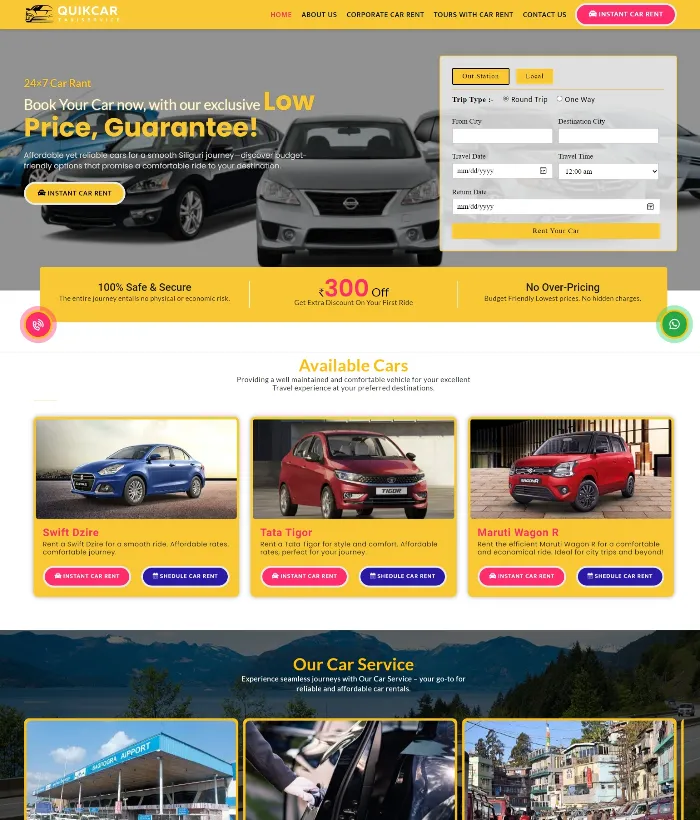 QUIKCAR
TAXISERVICE
HOME ABOUT US CORPORATE CAR RENT TOURS WITH CAR RENT CONTACT US INSTANT CAR RENT
24×7 Car Rant
Book Your Car now, with our exclusive Low
Price, Guarantee!
Affordable yet reliable cars for a smooth Siliguri journey—discover budget-
friendly options that promise a comfortable ride to your destination.
INSTANT CAR RENT
Out Station Local
Trip Type :- Round Trip One Way
From City Destination City
Travel Date Travel Time
mm/dd/yyyy 12:00 am
Return Date
mm/dd/yyyy
Rent Your Car
100% Safe & Secure
The entire journey entails no physical or economic risk.
₹300 Off
Get Extra Discount On Your First Ride
No Over-Pricing
Budget Friendly Lowest prices, No hidden charges.
Available Cars
Providing a well maintained and comfortable vehicle for your excellent
Travel experience at your preferred destinations.
TIGOR
Swift Dzire
Rent a Swift Dzire for a smooth ride. Affordable rates,
comfortable journey.
INSTANT CAR RENT SHEDULE CAR RENT
Tata Tigor
Rent a Tata Tigor for style and comfort. Affordable
rates, perfect for your journey.
INSTANT CAR RENT SHEDULE CAR RENT
Maruti Wagon R
Rent the efficient Maruti Wagon R for a comfortable
and economical ride. Ideal for city trips and beyond!
INSTANT CAR RENT SHEDULE CAR RENT
Our Car Service
Experience seamless journeys with Our Car Service – your go-to for
reliable and affordable car rentals.
BAGDOGRA AIRPORT